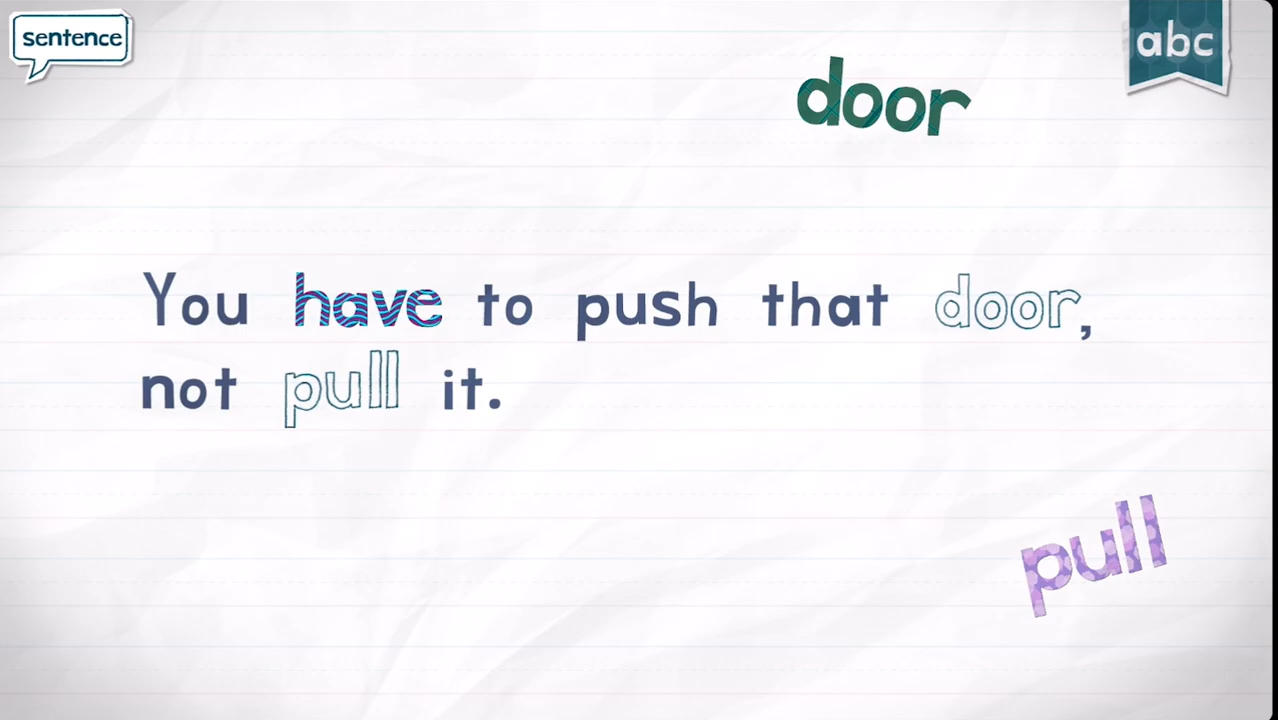 sentence
abc
door
You have to push that door,
not pull it.
pull